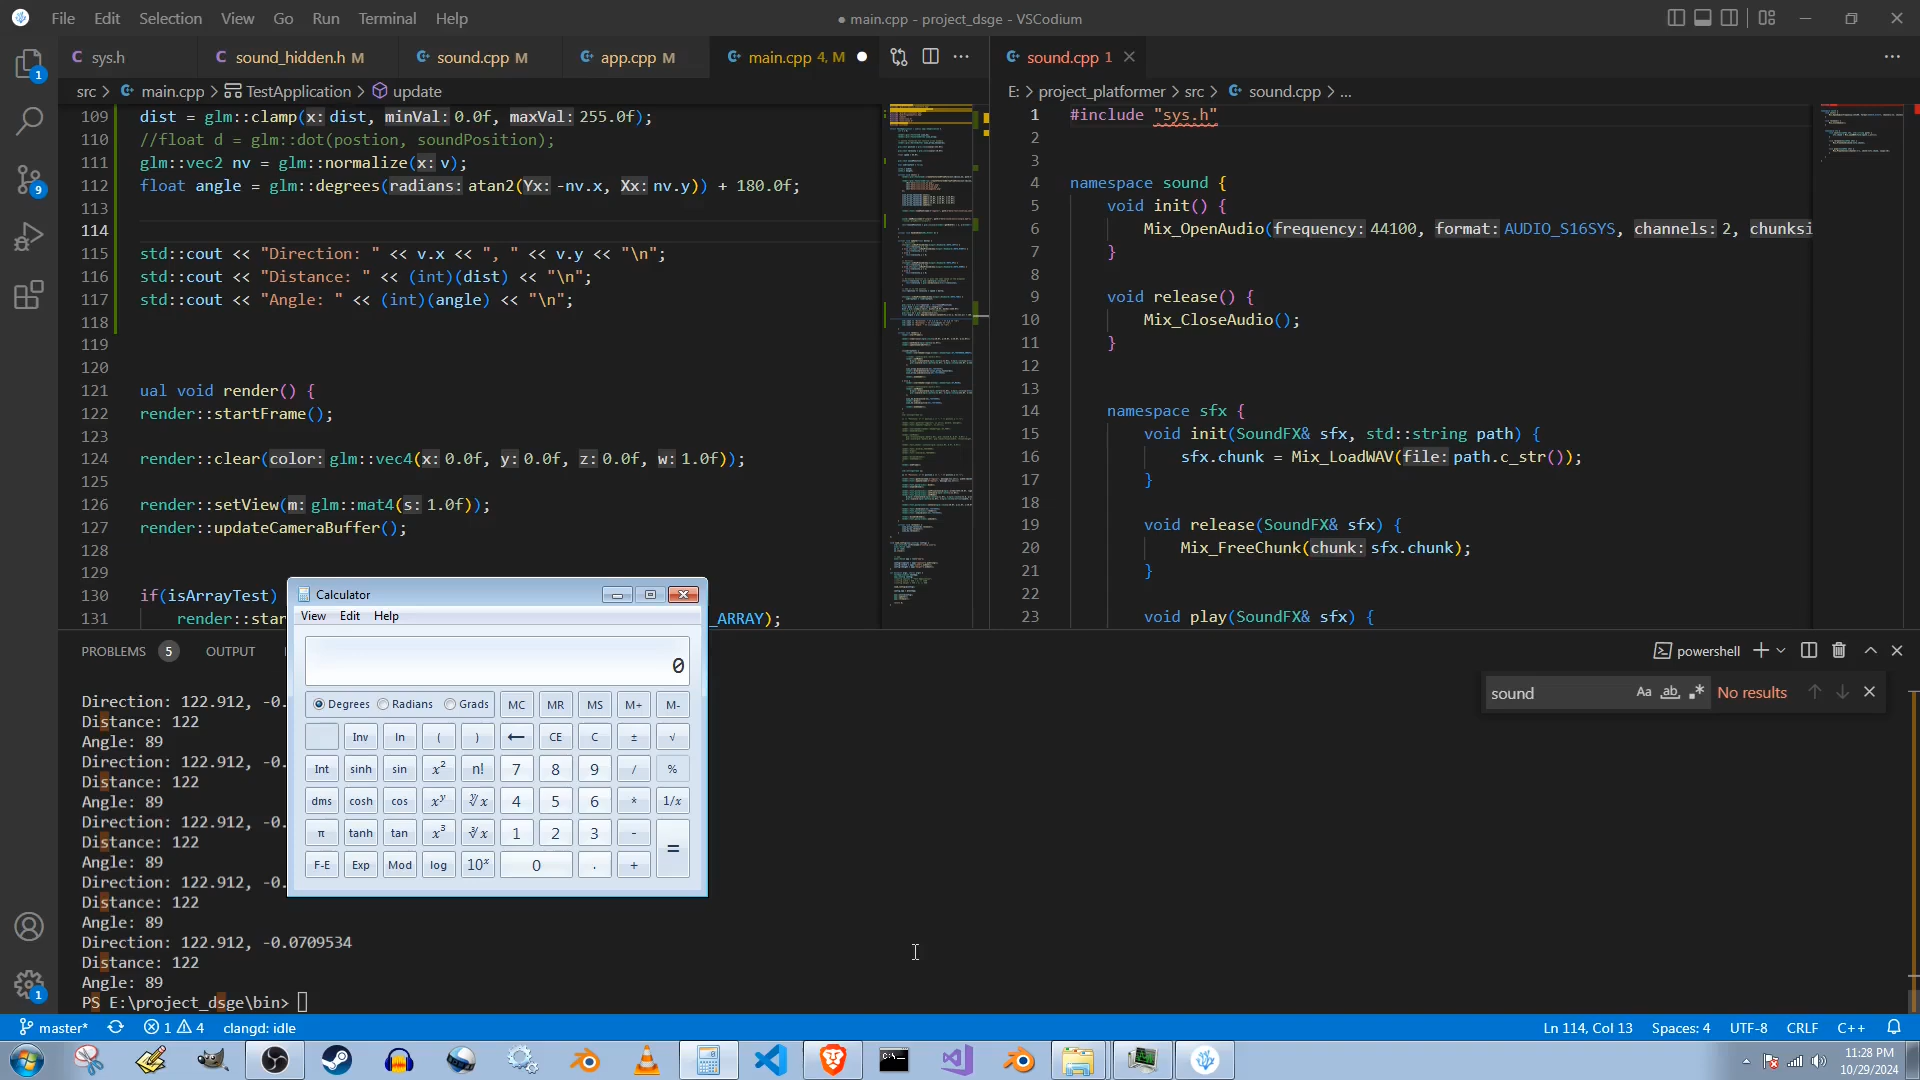 File Edit Selection View Go Run Terminal Help
● main.cpp - project_dsge - VSCodium
sys.h
sound_hidden.h M
sound.cpp M
app.cpp M
main.cpp 4, M
sound.cpp 1
src > main.cpp > TestApplication > update
E: > project_platformer > src > sound.cpp > ...
109 dist = glm::clamp(x: dist, minVal: 0.0f, maxVal: 255.0f);
110 //float d = glm::dot(postion, soundPosition);
111 glm::vec2 nv = glm::normalize(x: v);
112 float angle = glm::degrees(radians: atan2(Yx: -nv.x, Xx: nv.y)) + 180.0f;
113
114
115 std::cout << "Direction: " << v.x << ", " << v.y << "\n";
116 std::cout << "Distance: " << (int)(dist) << "\n";
117 std::cout << "Angle: " << (int)(angle) << "\n";
118
119
120
121 ual void render() {
122 render::startFrame();
123
124 render::clear(color: glm::vec4(x: 0.0f, y: 0.0f, z: 0.0f, w: 1.0f));
125
126 render::setView(m: glm::mat4(s: 1.0f));
127 render::updateCameraBuffer();
128
129
130 if(isArrayTest)
131 render::star
_ARRAY);
1 #include "sys.h"
2
3
4 namespace sound {
5 void init() {
6 Mix_OpenAudio(frequency: 44100, format: AUDIO_S16SYS, channels: 2, chunksi
7 }
8
9 void release() {
10 Mix_CloseAudio();
11 }
12
13
14 namespace sfx {
15 void init(SoundFX& sfx, std::string path) {
16 sfx.chunk = Mix_LoadWAV(file: path.c_str());
17 }
18
19 void release(SoundFX& sfx) {
20 Mix_FreeChunk(chunk: sfx.chunk);
21 }
22
23 void play(SoundFX& sfx) {
PROBLEMS 5 OUTPUT
powershell
sound Aa ab No results
Direction: 122.912, -0.
Distance: 122
Angle: 89
Direction: 122.912, -0.
Distance: 122
Angle: 89
Direction: 122.912, -0.
Distance: 122
Angle: 89
Direction: 122.912, -0.
Distance: 122
Angle: 89
Direction: 122.912, -0.0709534
Distance: 122
Angle: 89
PS E:\project_dsge\bin>
Calculator
View Edit Help
0
Degrees Radians Grads MC MR MS M+ M-
Inv ln ( ) ← CE C ± √
Int sinh sin x² n! 7 8 9 / %
dms cosh cos xʸ ʸ√x 4 5 6 * 1/x
π tanh tan x³ ³√x 1 2 3 - =
F-E Exp Mod log 10ˣ 0 . +
1
9
1
master* 1 4 clangd: idle
Ln 114, Col 13 Spaces: 4 UTF-8 CRLF C++
11:28 PM
10/29/2024